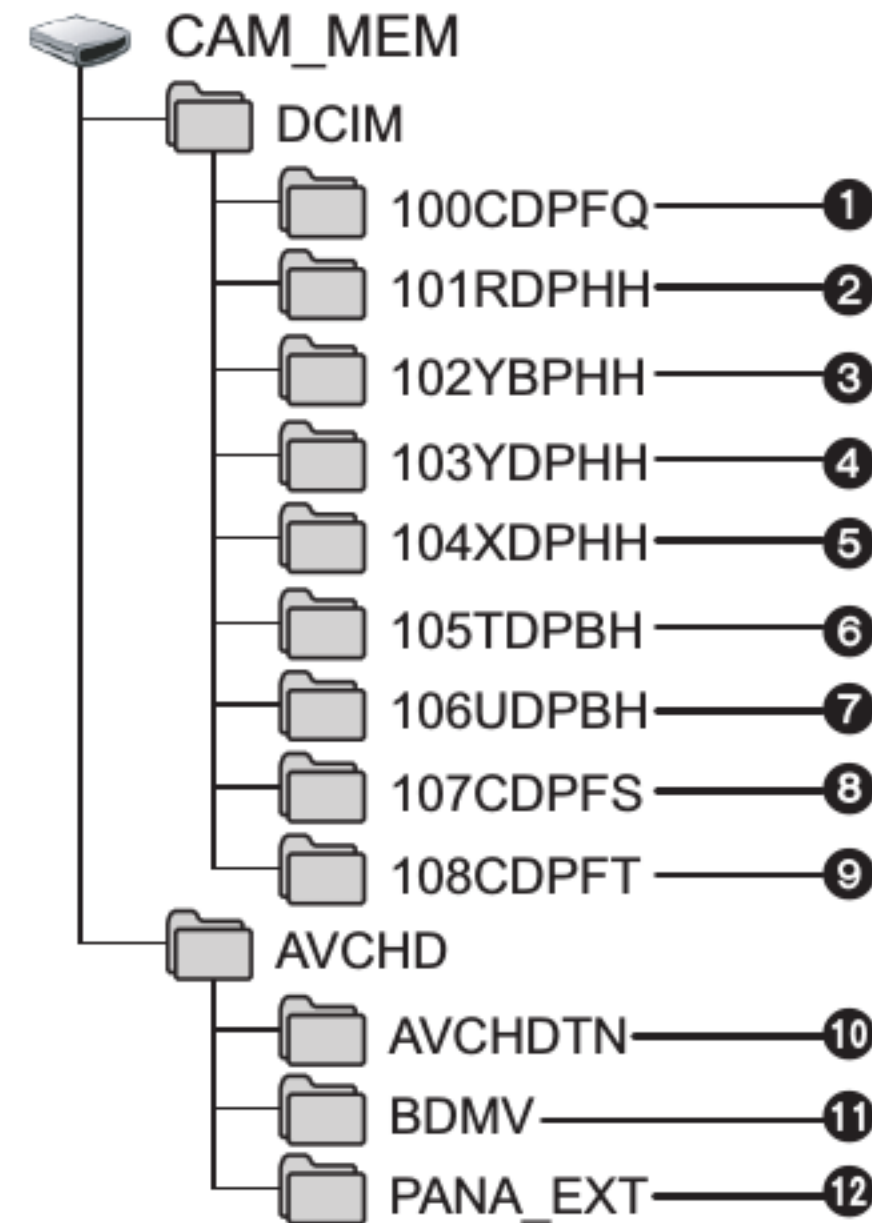 CAM_MEM
DCIM
100CDPFQ 1
101RDPHH 2
102YBPHH 3
103YDPHH 4
104XDPHH 5
105TDPBH 6
106UDPBH 7
107CDPFS 8
108CDPFT 9
AVCHD
AVCHDTN 10
BDMV 11
PANA_EXT 12